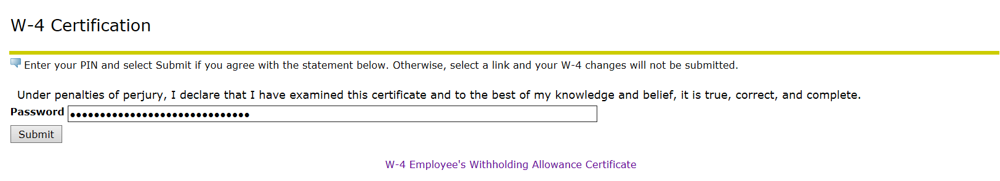 W-4 Certification
Enter your PIN and select Submit if you agree with the statement below. Otherwise, select a link and your W-4 changes will not be submitted.
Under penalties of perjury, I declare that I have examined this certificate and to the best of my knowledge and belief, it is true, correct, and complete.
Password ••••••••••••••••••••••••••••••
Submit
W-4 Employee's Withholding Allowance Certificate